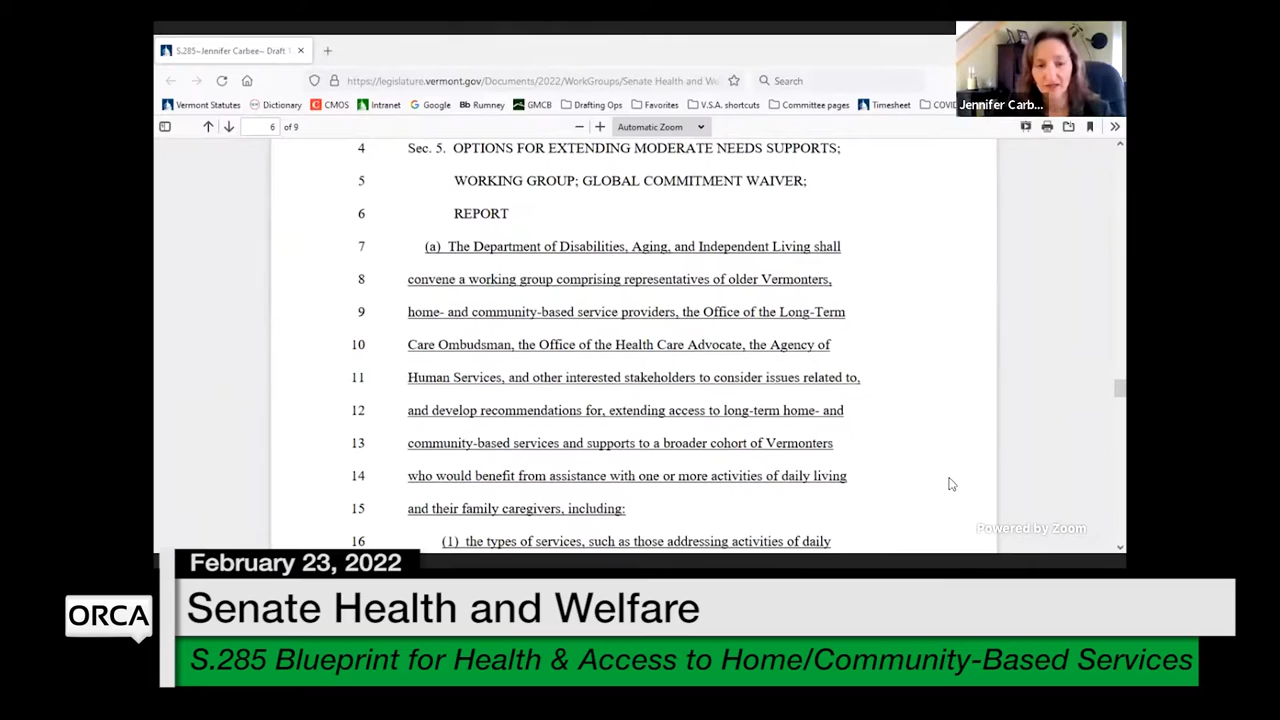 S.285~Jennifer Carbee~ Draft 1
https://legislature.vermont.gov/Documents/2022/WorkGroups/Senate Health and We
Search
Vermont Statutes
Dictionary
CMOS
Intranet
Google
Bb Rumney
GMCB
Drafting Ops
Favorites
V.S.A. shortcuts
Committee pages
Timesheet
COVI
Jennifer Carb...
6 of 9
Automatic Zoom
4 Sec. 5. OPTIONS FOR EXTENDING MODERATE NEEDS SUPPORTS;
5 WORKING GROUP; GLOBAL COMMITMENT WAIVER;
6 REPORT
7 (a) The Department of Disabilities, Aging, and Independent Living shall
8 convene a working group comprising representatives of older Vermonters,
9 home- and community-based service providers, the Office of the Long-Term
10 Care Ombudsman, the Office of the Health Care Advocate, the Agency of
11 Human Services, and other interested stakeholders to consider issues related to,
12 and develop recommendations for, extending access to long-term home- and
13 community-based services and supports to a broader cohort of Vermonters
14 who would benefit from assistance with one or more activities of daily living
15 and their family caregivers, including:
16 (1) the types of services, such as those addressing activities of daily
Powered by Zoom
February 23, 2022
ORCA
Senate Health and Welfare
S.285 Blueprint for Health & Access to Home/Community-Based Services